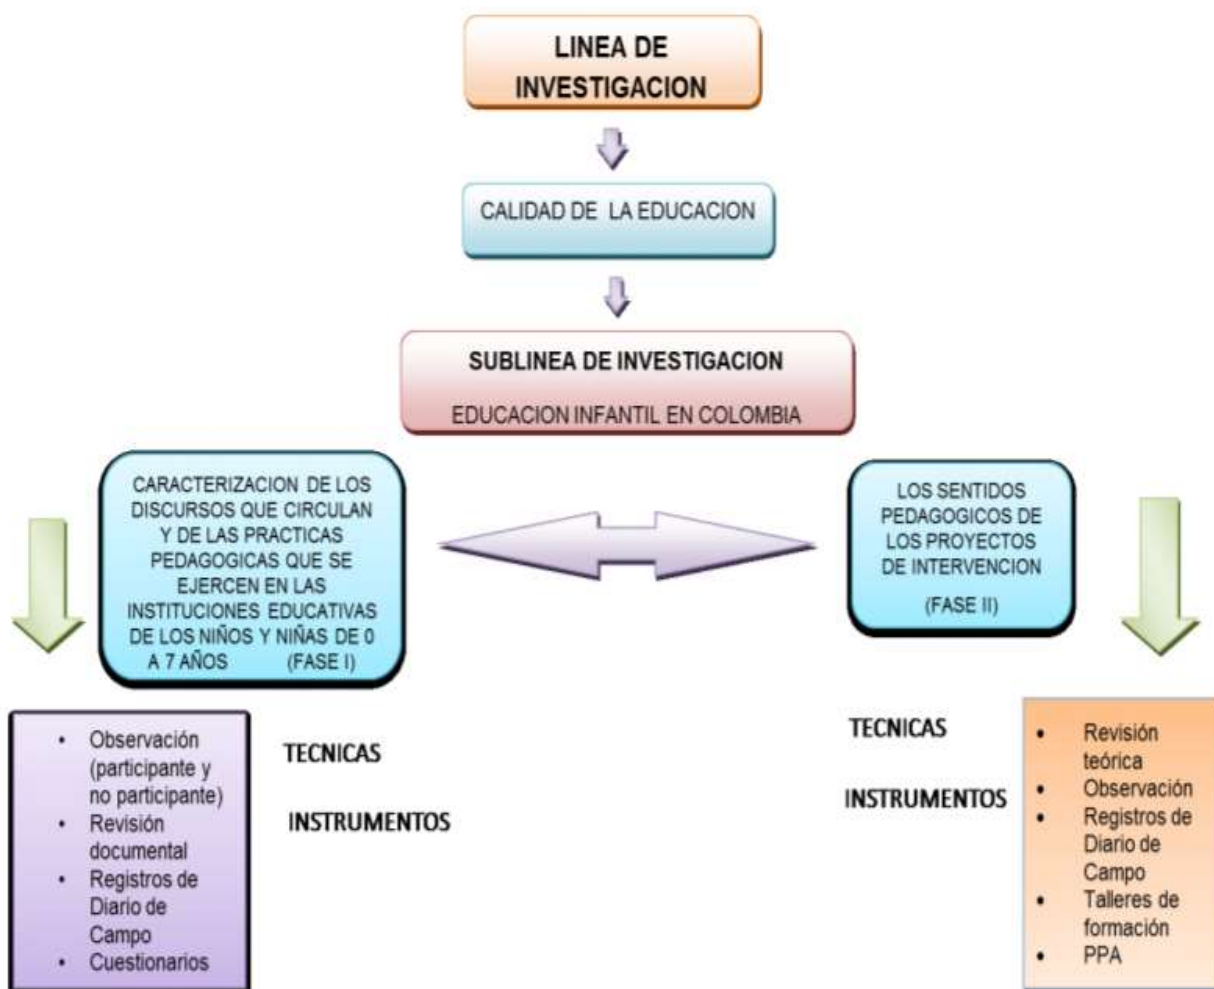 LINEA DE
INVESTIGACION
CALIDAD DE LA EDUCACION
SUBLINEA DE INVESTIGACION
EDUCACION INFANTIL EN COLOMBIA
CARACTERIZACION DE LOS
DISCURSOS QUE CIRCULAN
Y DE LAS PRACTICAS
PEDAGOGICAS QUE SE
EJERCEN EN LAS
INSTITUCIONES EDUCATIVAS
DE LOS NIÑOS Y NIÑAS DE 0
A 7 AÑOS (FASE I)
LOS SENTIDOS
PEDAGOGICOS DE
LOS PROYECTOS
DE INTERVENCION
(FASE II)
• Observación
(participante y
no participante)
• Revisión
documental
• Registros de
Diario de
Campo
• Cuestionarios
TECNICAS
INSTRUMENTOS
TECNICAS
INSTRUMENTOS
• Revisión
teórica
• Observación
• Registros de
Diario de
Campo
• Talleres de
formación
• PPA